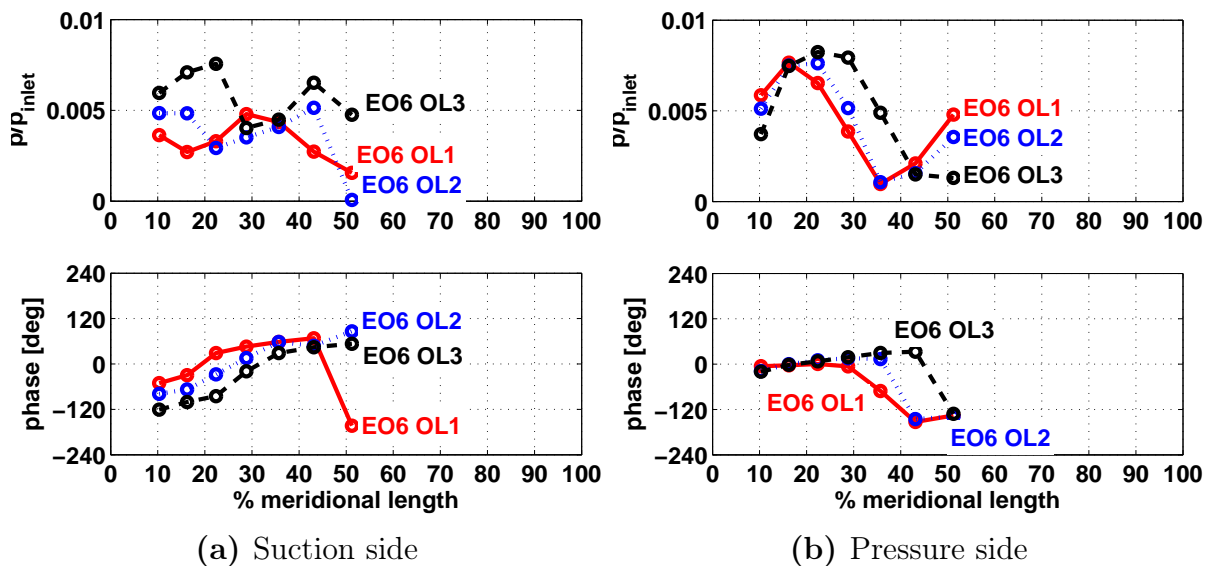 0.01
p/p_inlet
0.005
0
EO6 OL3
EO6 OL1
EO6 OL2
0 10 20 30 40 50 60 70 80 90 100
0.01
p/p_inlet
0.005
0
EO6 OL1
EO6 OL2
EO6 OL3
0 10 20 30 40 50 60 70 80 90 100
240
120
0
−120
−240
phase [deg]
EO6 OL2
EO6 OL3
EO6 OL1
0 10 20 30 40 50 60 70 80 90 100
% meridional length
240
120
0
−120
−240
phase [deg]
EO6 OL3
EO6 OL1
EO6 OL2
0 10 20 30 40 50 60 70 80 90 100
% meridional length
(a) Suction side
(b) Pressure side